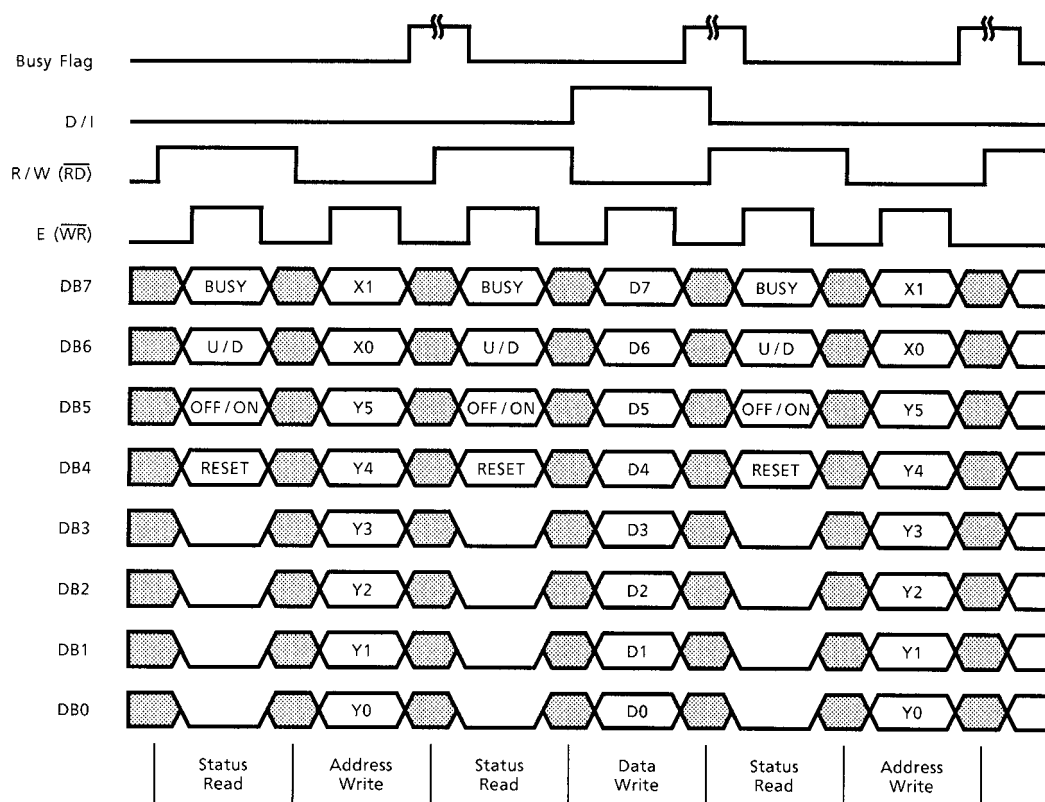 Busy Flag
D/I
R/W (RD)
E (WR)
DB7 BUSY X1 BUSY D7 BUSY X1
DB6 U/D X0 U/D D6 U/D X0
DB5 OFF/ON Y5 OFF/ON D5 OFF/ON Y5
DB4 RESET Y4 RESET D4 RESET Y4
DB3 Y3 D3 Y3
DB2 Y2 D2 Y2
DB1 Y1 D1 Y1
DB0 Y0 D0 Y0
Status Address Status Data Status Address
Read Write Read Write Read Write